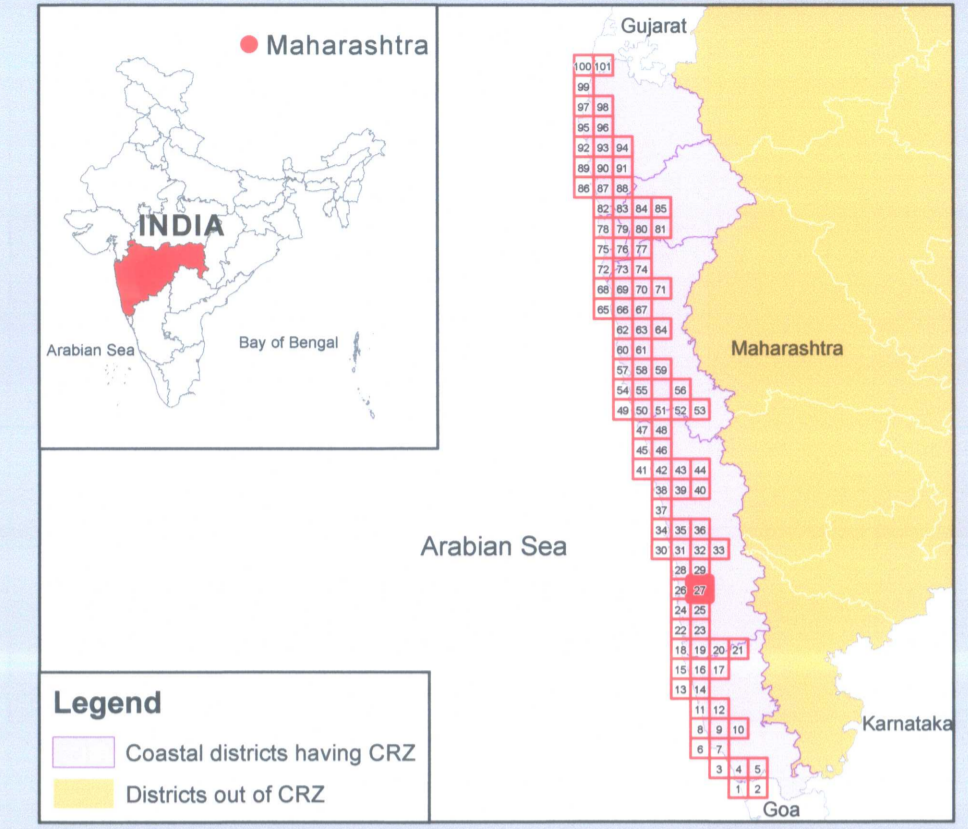 Maharashtra
INDIA
Arabian Sea
Bay of Bengal
Gujarat
100 101
99
97 98
95 96
92 93 94
89 90 91
86 87 88
82 83 84 85
78 79 80 81
75 76 77
72 73 74
68 69 70 71
65 66 67
62 63 64
60 61
57 58 59
54 55 56
49 50 51 52 53
47 48
45 46
41 42 43 44
38 39 40
37
34 35 36
30 31 32 33
28 29
26 27
24 25
22 23
18 19 20 21
15 16 17
13 14
11 12
8 9 10
6 7
3 4 5
1 2
Maharashtra
Arabian Sea
Karnataka
Goa
Legend
Coastal districts having CRZ
Districts out of CRZ